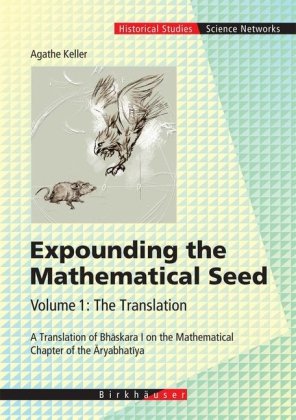 Historical Studies Science Networks
Agathe Keller
Expounding the
Mathematical Seed
Volume 1: The Translation
A Translation of Bhāskara I on the Mathematical
Chapter of the Āryabhatīya
Birkhäuser